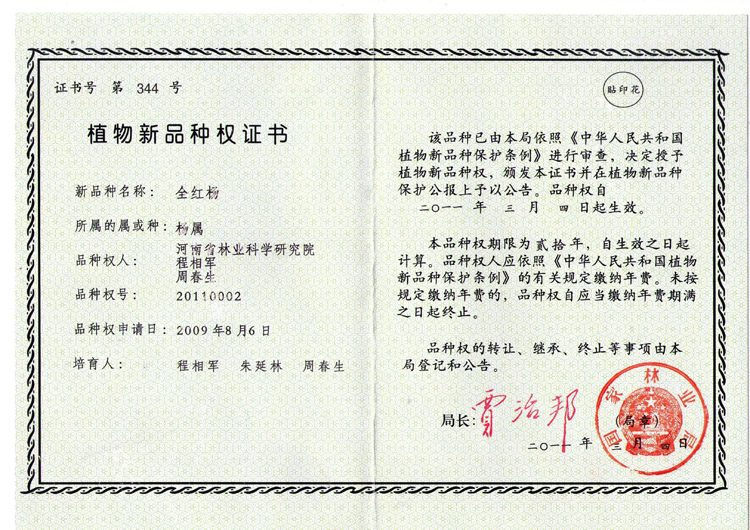 证书号 第 344 号
植物新品种权证书
新品种名称: 全红杨
所属的属或种: 杨属
品种权人: 河南省林业科学研究院
程相军
周春生
品种权号: 20110002
品种权申请日: 2009年8月6日
培育人: 程相军 朱延林 周春生
贴印花
该品种已由本局依照《中华人民共和国
植物新品种保护条例》进行审查，决定授予
植物新品种权，颁发本证书并在植物新品种
保护公报上予以公告。品种权自
二〇一一 年 三 月 四 日起生效。
本品种权期限为贰拾年，自生效之日起
计算。品种权人应依照《中华人民共和国植物
新品种保护条例》的有关规定缴纳年费。未按
规定缴纳年费的，品种权自应当缴纳年费期满
之日起终止。
品种权的转让、继承、终止等事项由本
局登记和公告。
局长: 贾治邦
(局章)
二〇一一 年 三 月 四 日
国家林业局